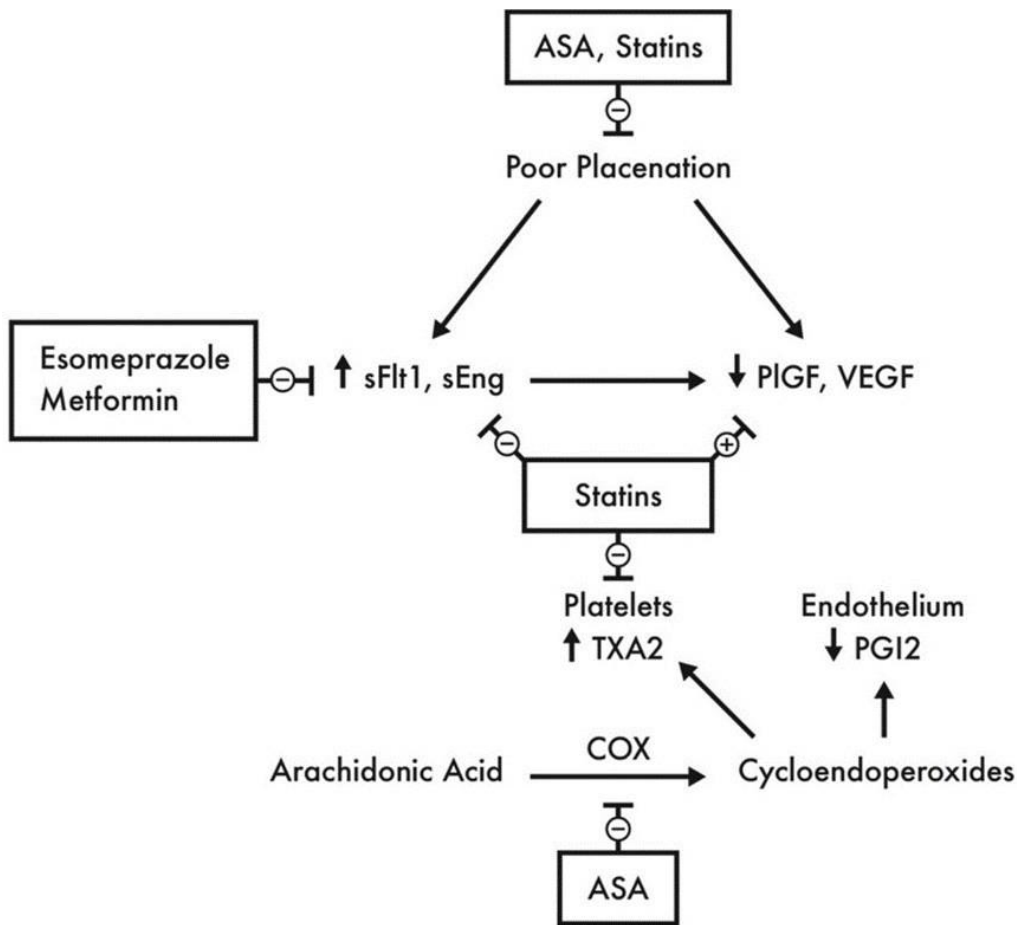 ASA, Statins
Poor Placenation
Esomeprazole
Metformin
↑ sFlt1, sEng
↓ PlGF, VEGF
Statins
Platelets
↑ TXA2
Endothelium
↓ PGI2
COX
Arachidonic Acid
Cycloendoperoxides
ASA